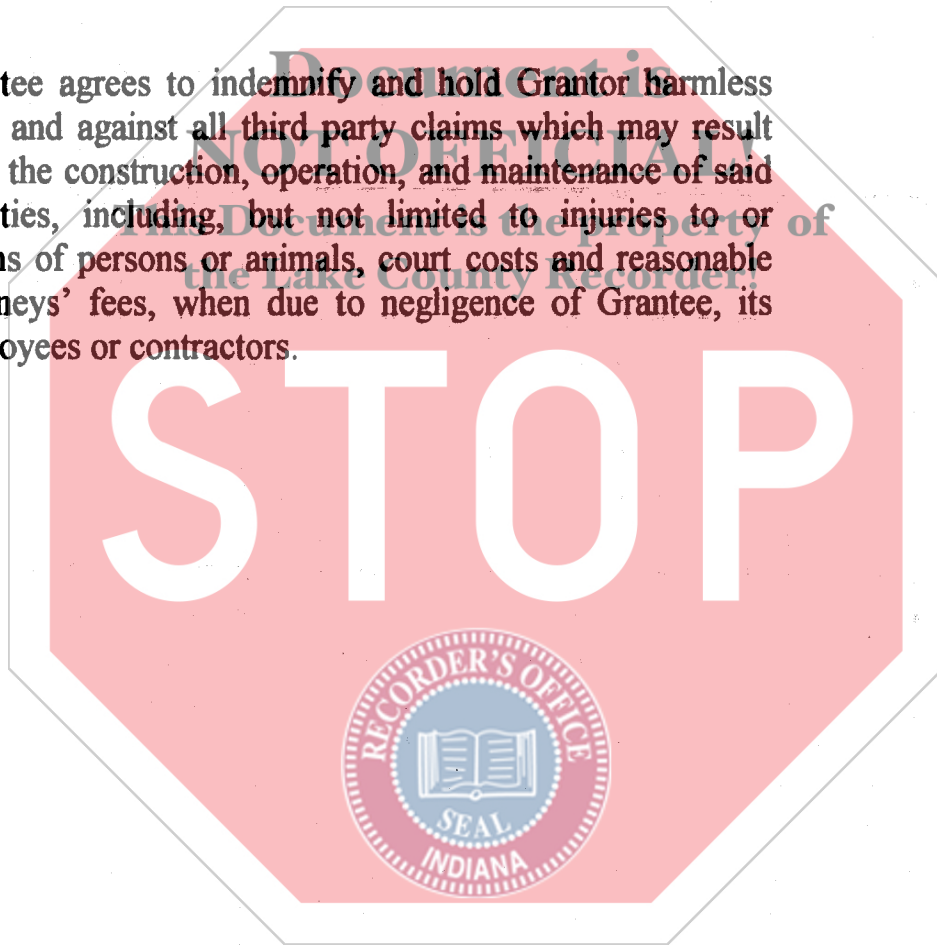 Document is
NOT OFFICIAL!
This Document is the property of
the Lake County Recorder!
tee agrees to indemnify and hold Grantor harmless
and against all third party claims which may result
the construction, operation, and maintenance of said
ties, including, but not limited to injuries to or
ns of persons or animals, court costs and reasonable
neys' fees, when due to negligence of Grantee, its
oyees or contractors.
STOP
RECORDER'S OFFICE
SEAL
INDIANA